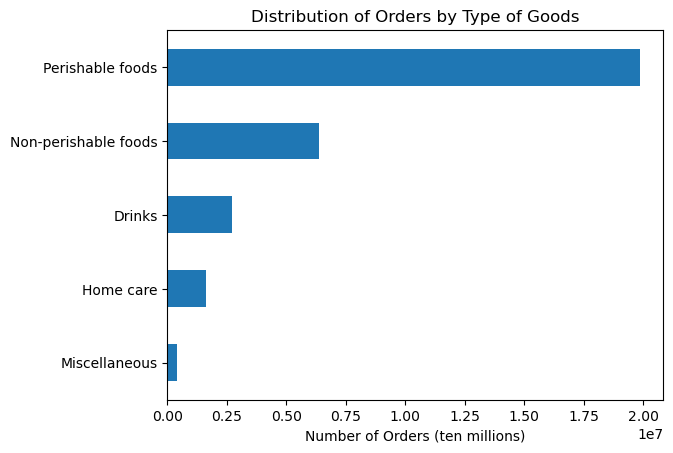 Distribution of Orders by Type of Goods
Perishable foods
Non-perishable foods
Drinks
Home care
Miscellaneous
0.00 0.25 0.50 0.75 1.00 1.25 1.50 1.75 2.00
1e7
Number of Orders (ten millions)